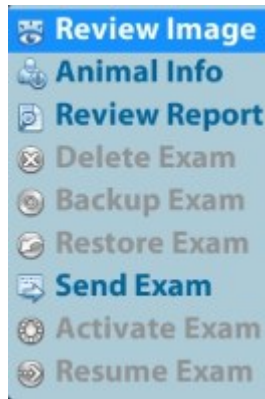 Review Image
Animal Info
Review Report
Delete Exam
Backup Exam
Restore Exam
Send Exam
Activate Exam
Resume Exam